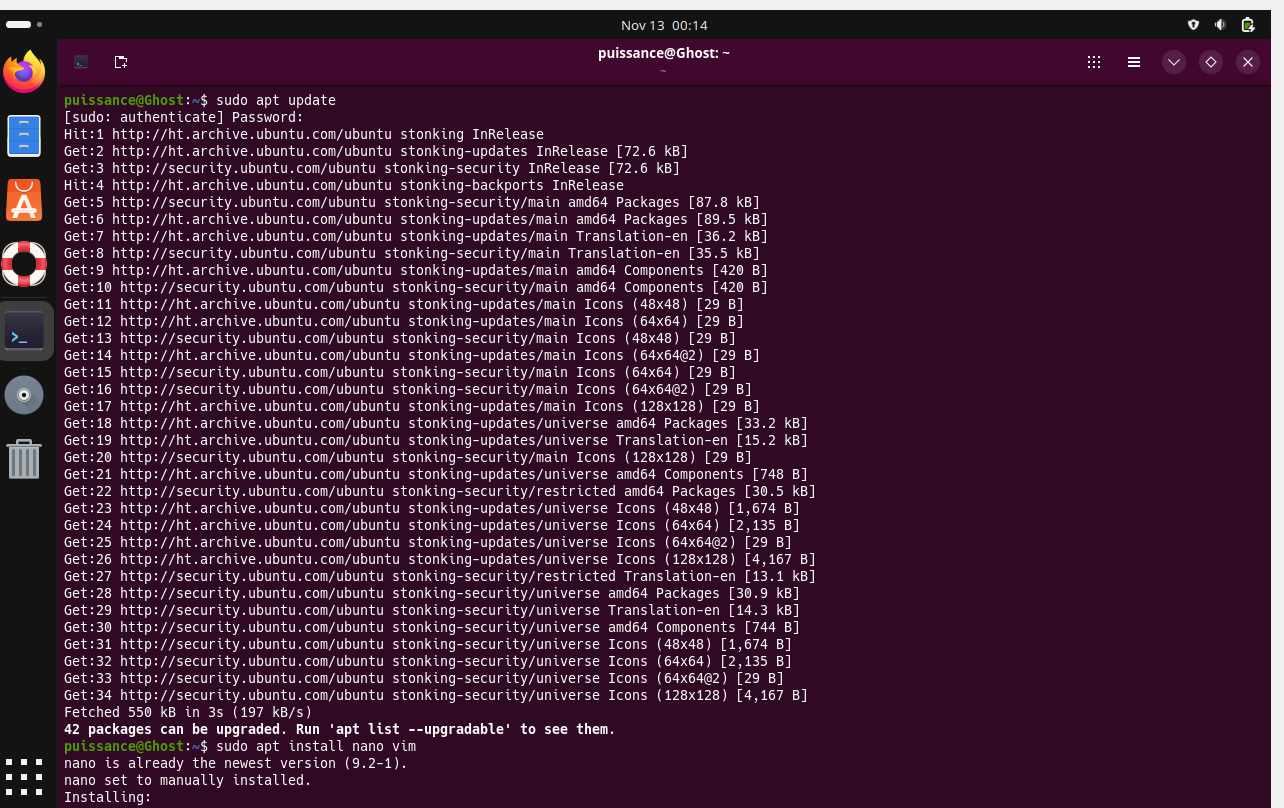 Nov 13 00:14
puissance@Ghost: ~
~
puissance@Ghost:~$ sudo apt update
[sudo: authenticate] Password:
Hit:1 http://ht.archive.ubuntu.com/ubuntu stonking InRelease
Get:2 http://ht.archive.ubuntu.com/ubuntu stonking-updates InRelease [72.6 kB]
Get:3 http://security.ubuntu.com/ubuntu stonking-security InRelease [72.6 kB]
Hit:4 http://ht.archive.ubuntu.com/ubuntu stonking-backports InRelease
Get:5 http://security.ubuntu.com/ubuntu stonking-security/main amd64 Packages [87.8 kB]
Get:6 http://ht.archive.ubuntu.com/ubuntu stonking-updates/main amd64 Packages [89.5 kB]
Get:7 http://ht.archive.ubuntu.com/ubuntu stonking-updates/main Translation-en [36.2 kB]
Get:8 http://security.ubuntu.com/ubuntu stonking-security/main Translation-en [35.5 kB]
Get:9 http://ht.archive.ubuntu.com/ubuntu stonking-updates/main amd64 Components [420 B]
Get:10 http://security.ubuntu.com/ubuntu stonking-security/main amd64 Components [420 B]
Get:11 http://ht.archive.ubuntu.com/ubuntu stonking-updates/main Icons (48x48) [29 B]
Get:12 http://ht.archive.ubuntu.com/ubuntu stonking-updates/main Icons (64x64) [29 B]
Get:13 http://security.ubuntu.com/ubuntu stonking-security/main Icons (48x48) [29 B]
Get:14 http://ht.archive.ubuntu.com/ubuntu stonking-updates/main Icons (64x64@2) [29 B]
Get:15 http://security.ubuntu.com/ubuntu stonking-security/main Icons (64x64) [29 B]
Get:16 http://security.ubuntu.com/ubuntu stonking-security/main Icons (64x64@2) [29 B]
Get:17 http://ht.archive.ubuntu.com/ubuntu stonking-updates/main Icons (128x128) [29 B]
Get:18 http://ht.archive.ubuntu.com/ubuntu stonking-updates/universe amd64 Packages [33.2 kB]
Get:19 http://ht.archive.ubuntu.com/ubuntu stonking-updates/universe Translation-en [15.2 kB]
Get:20 http://security.ubuntu.com/ubuntu stonking-security/main Icons (128x128) [29 B]
Get:21 http://ht.archive.ubuntu.com/ubuntu stonking-updates/universe amd64 Components [748 B]
Get:22 http://security.ubuntu.com/ubuntu stonking-security/restricted amd64 Packages [30.5 kB]
Get:23 http://ht.archive.ubuntu.com/ubuntu stonking-updates/universe Icons (48x48) [1,674 B]
Get:24 http://ht.archive.ubuntu.com/ubuntu stonking-updates/universe Icons (64x64) [2,135 B]
Get:25 http://ht.archive.ubuntu.com/ubuntu stonking-updates/universe Icons (64x64@2) [29 B]
Get:26 http://ht.archive.ubuntu.com/ubuntu stonking-updates/universe Icons (128x128) [4,167 B]
Get:27 http://security.ubuntu.com/ubuntu stonking-security/restricted Translation-en [13.1 kB]
Get:28 http://security.ubuntu.com/ubuntu stonking-security/universe amd64 Packages [30.9 kB]
Get:29 http://security.ubuntu.com/ubuntu stonking-security/universe Translation-en [14.3 kB]
Get:30 http://security.ubuntu.com/ubuntu stonking-security/universe amd64 Components [744 B]
Get:31 http://security.ubuntu.com/ubuntu stonking-security/universe Icons (48x48) [1,674 B]
Get:32 http://security.ubuntu.com/ubuntu stonking-security/universe Icons (64x64) [2,135 B]
Get:33 http://security.ubuntu.com/ubuntu stonking-security/universe Icons (64x64@2) [29 B]
Get:34 http://security.ubuntu.com/ubuntu stonking-security/universe Icons (128x128) [4,167 B]
Fetched 550 kB in 3s (197 kB/s)
42 packages can be upgraded. Run 'apt list --upgradable' to see them.
puissance@Ghost:~$ sudo apt install nano vim
nano is already the newest version (9.2-1).
nano set to manually installed.
Installing: